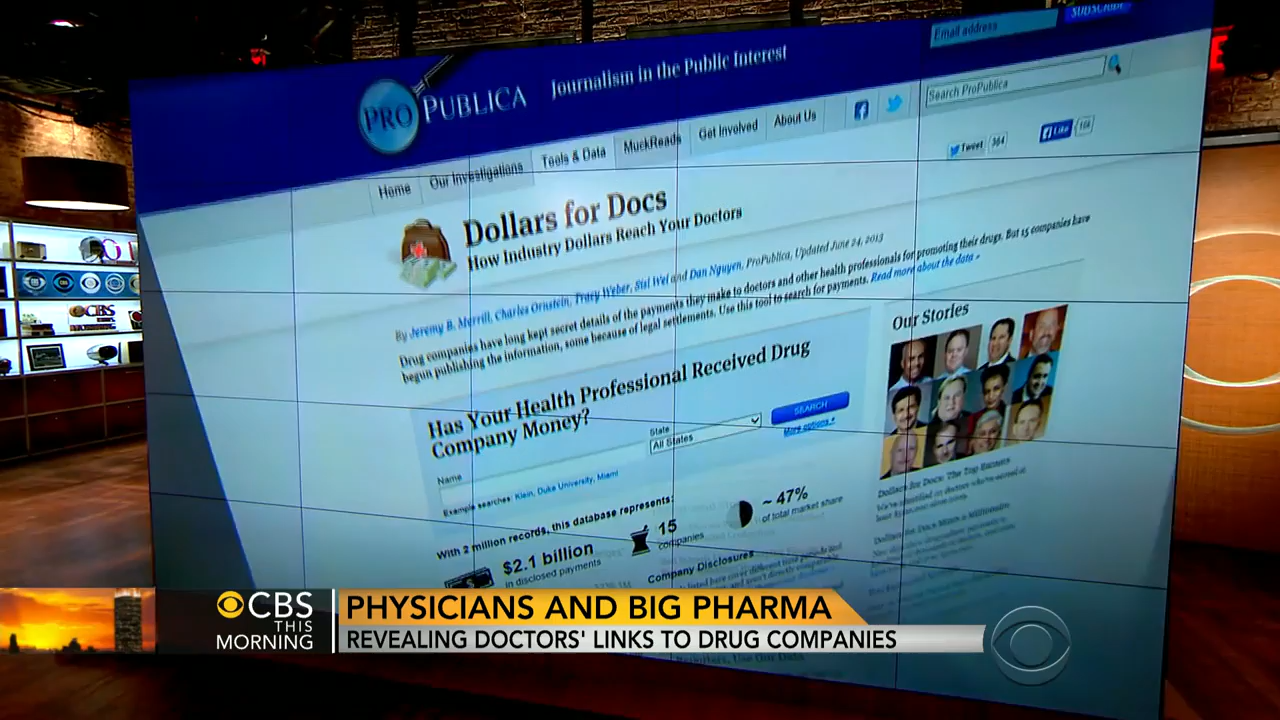 Email address
SUBSCRIBE
PROPUBLICA
Journalism in the Public Interest
Search ProPublica
Home
Our Investigations
Tools & Data
MuckReads
Get Involved
About Us
Tweet
384
Like
Dollars for Docs
How Industry Dollars Reach Your Doctors
By Jeremy B. Merrill, Charles Ornstein, Tracy Weber, Sisi Wei and Dan Nguyen, ProPublica, Updated June 24, 2013
Drug companies have long kept secret details of the payments they make to doctors and other health professionals for promoting their drugs. But 15 companies have
begun publishing the information, some because of legal settlements. Use this tool to search for payments. Read more about the data »
Has Your Health Professional Received Drug
Company Money?
Name
State
All States
SEARCH
More options
Example searches: Klein, Duke University, Miami
With 2 million records, this database represents:
$2.1 billion
in disclosed payments
15
companies
~ 47%
of total market share
Company Disclosures
Our Stories
Dollars for Docs: The Top Earners
CBS
THIS
MORNING
PHYSICIANS AND BIG PHARMA
REVEALING DOCTORS' LINKS TO DRUG COMPANIES